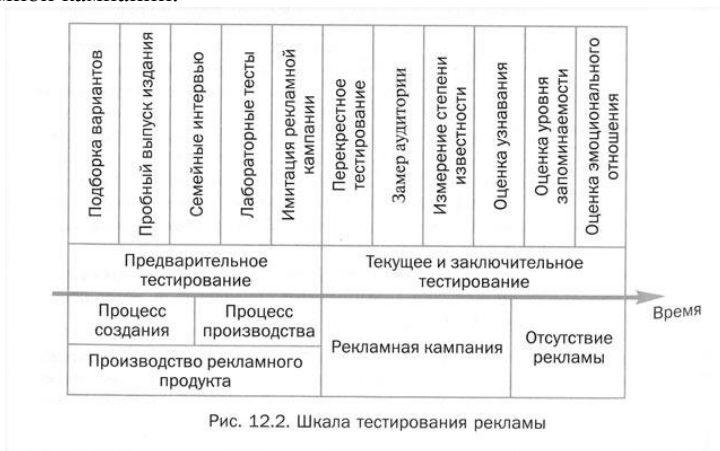 мной кампании.
Подборка вариантов
Пробный выпуск издания
Семейные интервью
Лабораторные тесты
Имитация рекламной
кампании
Перекрестное
тестирование
Замер аудитории
Измерение степени
известности
Оценка узнавания
Оценка уровня
запоминаемости
Оценка эмоционального
отношения
Предварительное
тестирование
Текущее и заключительное
тестирование
Время
Процесс
создания
Процесс
производства
Рекламная кампания
Отсутствие
рекламы
Производство рекламного
продукта
Рис. 12.2. Шкала тестирования рекламы